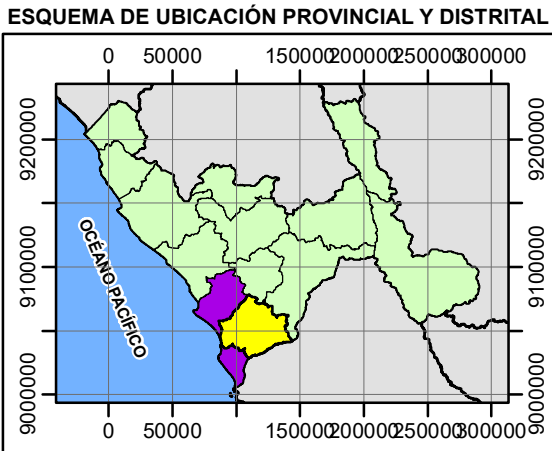 ESQUEMA DE UBICACIÓN PROVINCIAL Y DISTRITAL
0 50000 150000 200000 250000 300000
9200000 9200000
OCÉANO PACÍFICO
9100000 9100000
9000000 9000000
0 50000 150000 200000 250000 300000